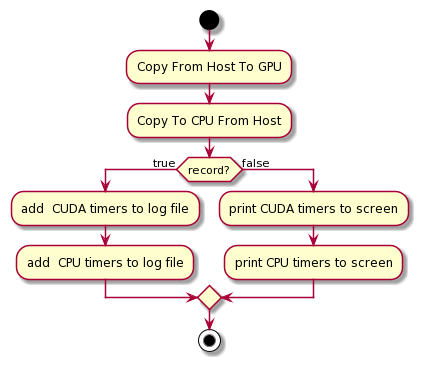 Copy From Host To GPU
Copy To CPU From Host
true
record?
false
add  CUDA timers to log file
print CUDA timers to screen
add  CPU timers to log file
print CPU timers to screen